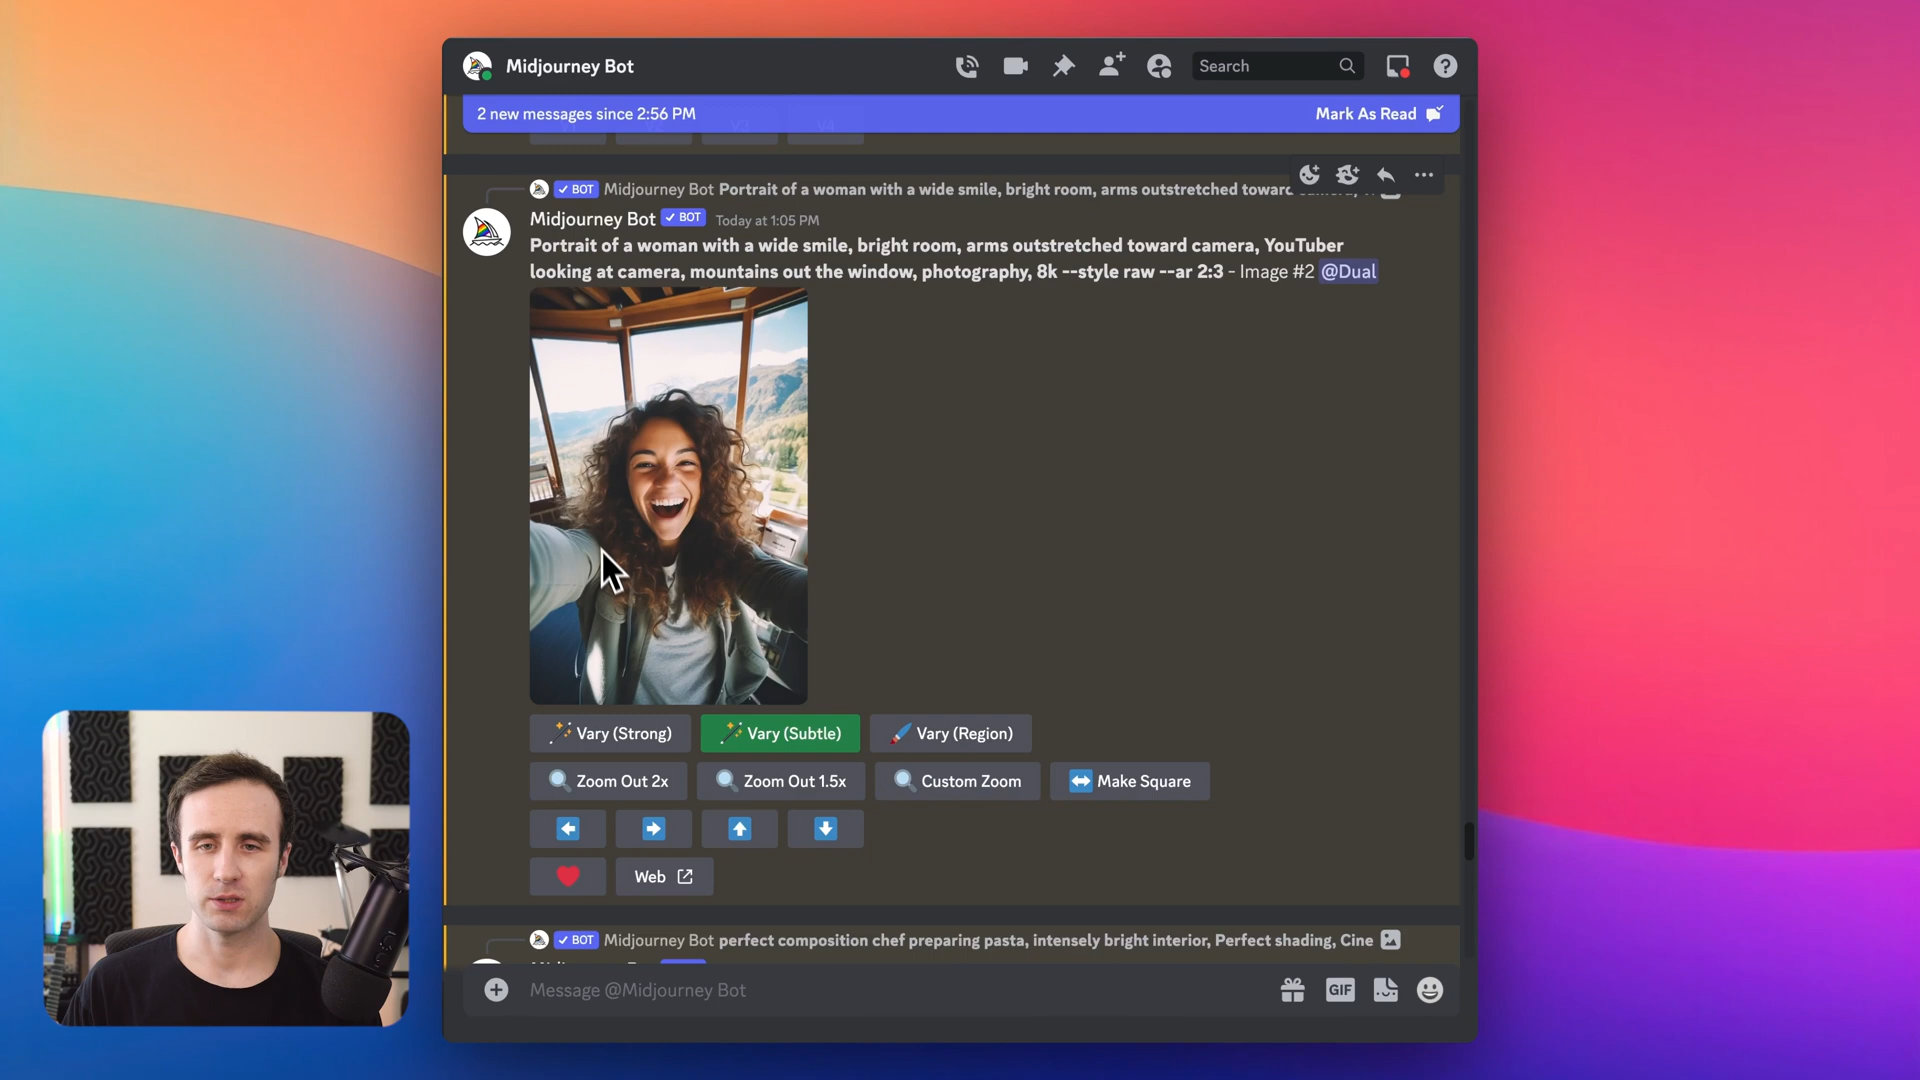 Midjourney Bot
Search
2 new messages since 2:56 PM
Mark As Read
V3 V4
BOT Midjourney Bot Portrait of a woman with a wide smile, bright room, arms outstretched toward camera,
Midjourney Bot BOT Today at 1:05 PM
Portrait of a woman with a wide smile, bright room, arms outstretched toward camera, YouTuber
looking at camera, mountains out the window, photography, 8k --style raw --ar 2:3 - Image #2 @Dual
Vary (Strong) Vary (Subtle) Vary (Region)
Zoom Out 2x Zoom Out 1.5x Custom Zoom Make Square
Web
BOT Midjourney Bot perfect composition chef preparing pasta, intensely bright interior, Perfect shading, Cine
Message @Midjourney Bot
GIF